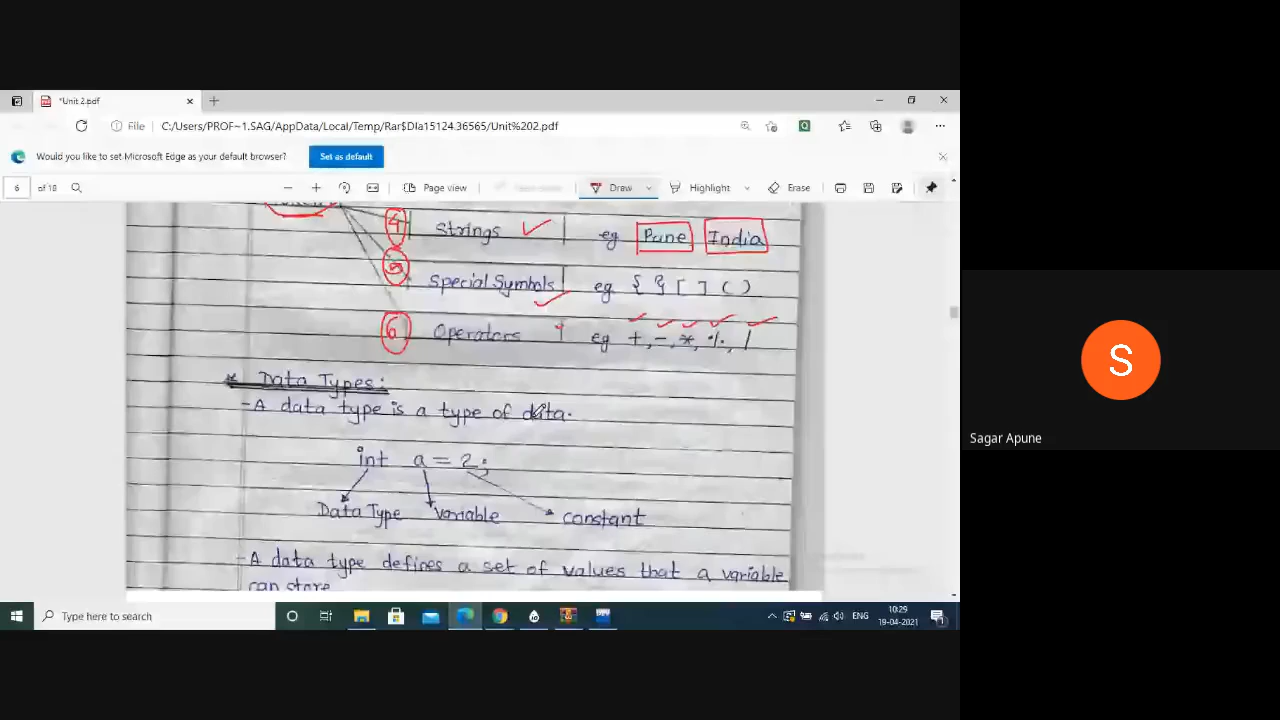 *Unit 2.pdf
File
C:/Users/PROF~1.SAG/AppData/Local/Temp/Rar$DIa15124.36565/Unit%202.pdf
Would you like to set Microsoft Edge as your default browser? Set as default
6 of 18 Page view Draw Highlight Erase
4 Strings eg Pune India
5 Special Symbols eg { } [ ] ( )
6 Operators eg +, -, *, %, /
* Data Types:
- A data type is a type of data.
int a = 2;
Data Type variable constant
- A data type defines a set of values that a variable
can store
S
Sagar Apune
Type here to search
ENG
10:29
19-04-2021